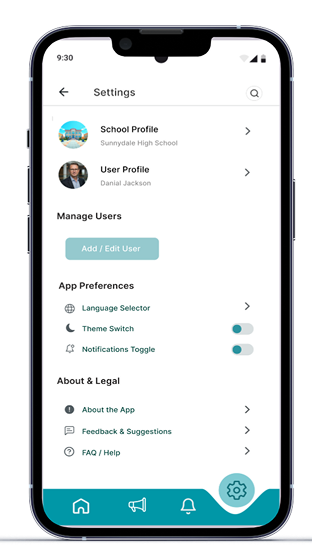 9:30
Settings
School Profile
Sunnydale High School
User Profile
Danial Jackson
Manage Users
Add / Edit User
App Preferences
Language Selector
Theme Switch
Notifications Toggle
About & Legal
About the App
Feedback & Suggestions
FAQ / Help